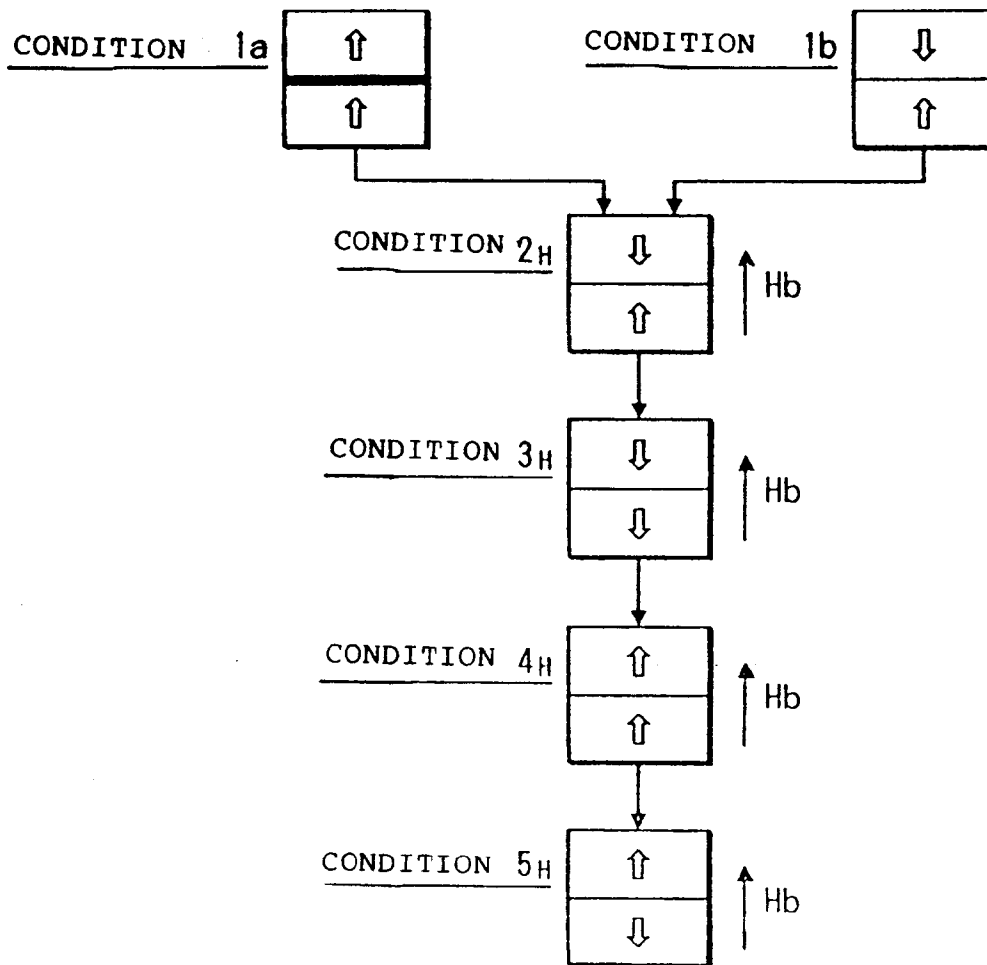 CONDITION 1a
CONDITION 1b
CONDITION 2H
Hb
CONDITION 3H
Hb
CONDITION 4H
Hb
CONDITION 5H
Hb